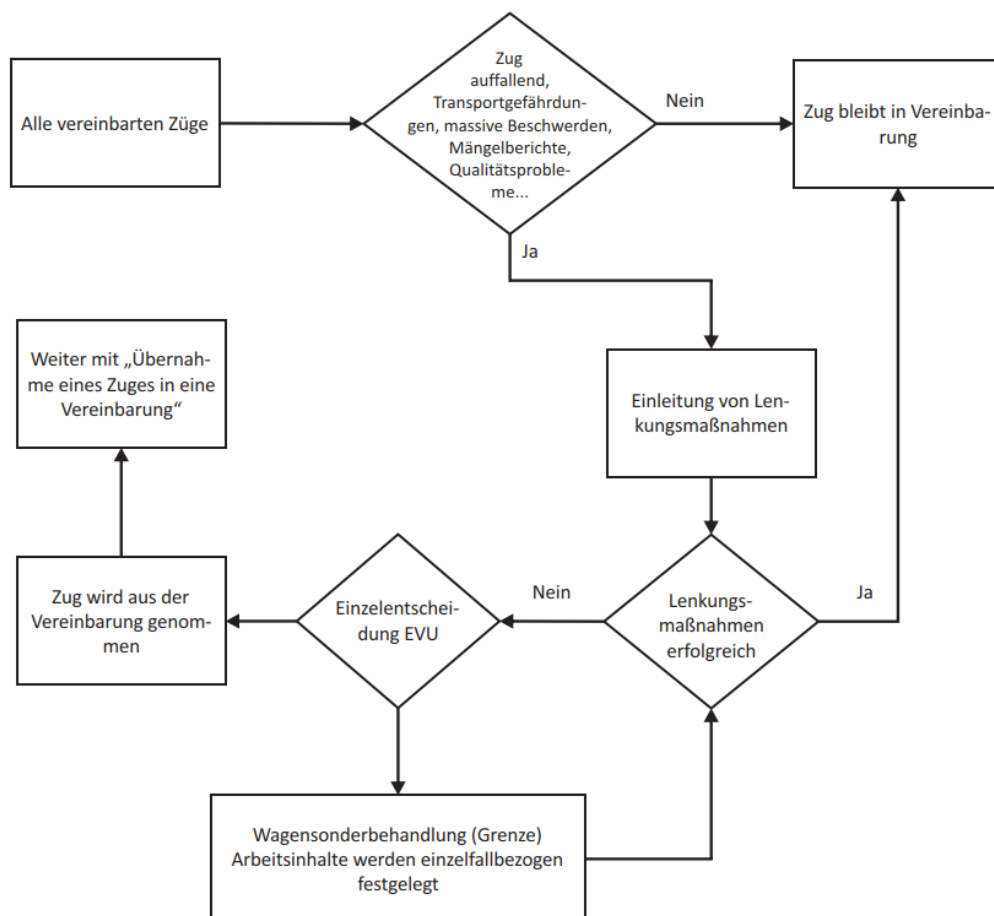 Alle vereinbarten Züge
Zug
auffallend,
Transportgefährdun-
gen, massive Beschwerden,
Mängelberichte,
Qualitätsproble-
me...
Nein
Zug bleibt in Vereinba-
rung
Ja
Einleitung von Len-
kungsmaßnahmen
Lenkungs-
maßnahmen
erfolgreich
Ja
Nein
Einzelentschei-
dung EVU
Zug wird aus der
Vereinbarung genom-
men
Weiter mit „Übernah-
me eines Zuges in eine
Vereinbarung“
Wagensonderbehandlung (Grenze)
Arbeitsinhalte werden einzelfallbezogen
festgelegt